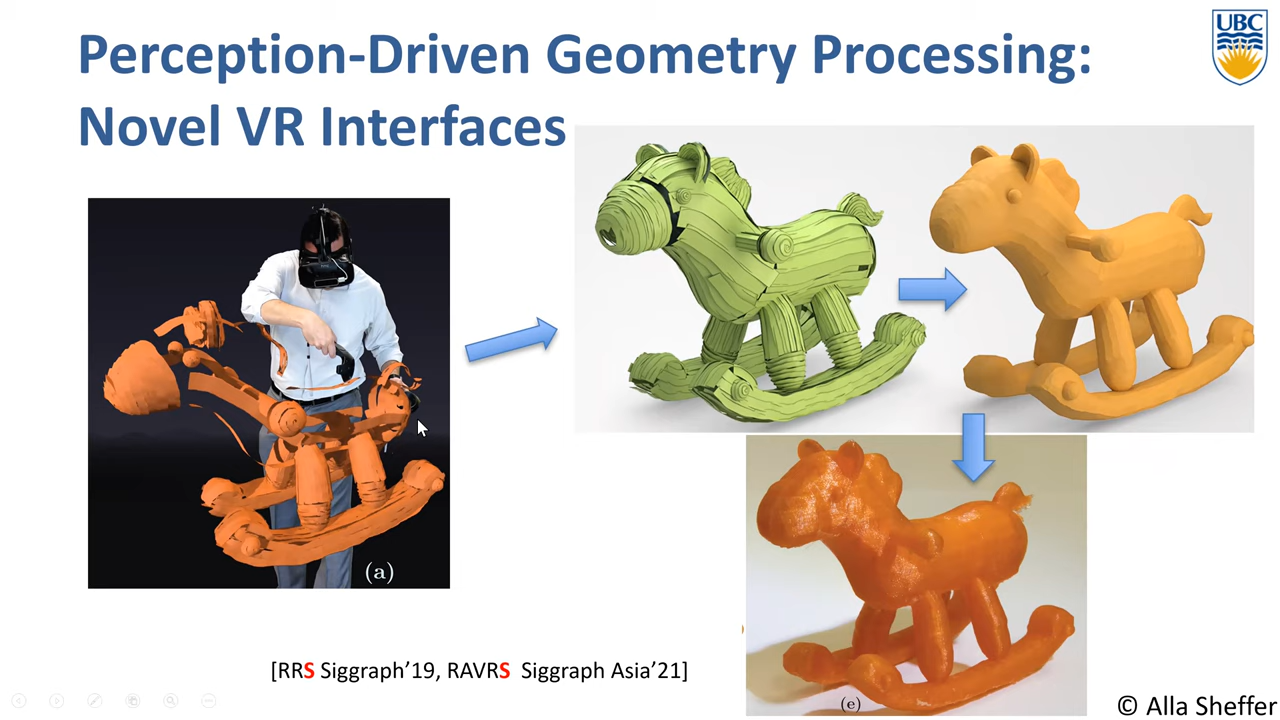 Perception-Driven Geometry Processing:
Novel VR Interfaces
UBC
(a)
(e)
[RRS Siggraph’19, RAVRS Siggraph Asia’21]
© Alla Sheffer